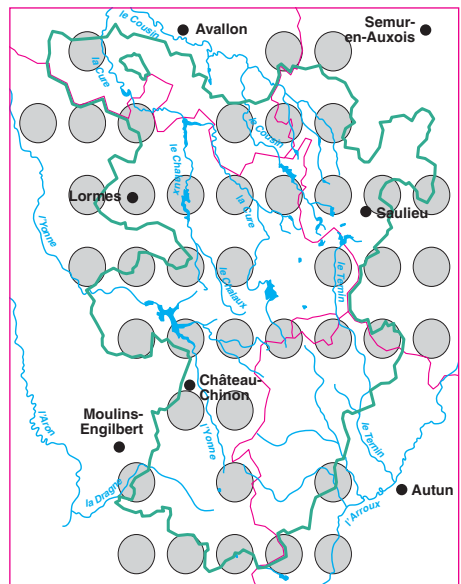 le Cousin
Avallon
Semur-
en-Auxois
la Cure
le Cousin
le Chalaux
Lormes
la Cure
Saulieu
l'Yonne
le Chalaux
le Ternin
Château-
Chinon
l'Aron
Moulins-
Engilbert
l'Yonne
le Ternin
la Dragne
Autun
l'Arroux